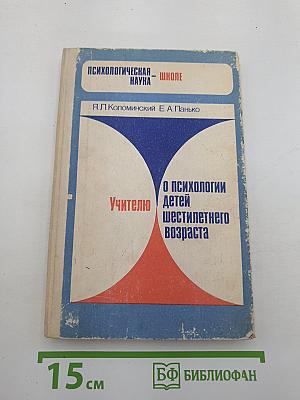 ПСИХОЛОГИЧЕСКАЯ
НАУКА – ШКОЛЕ
Я.Л.Коломинский Е.А.Панько
Учителю
о психологии
детей
шестилетнего
возраста
15 см
БФ БИБЛИОФАН